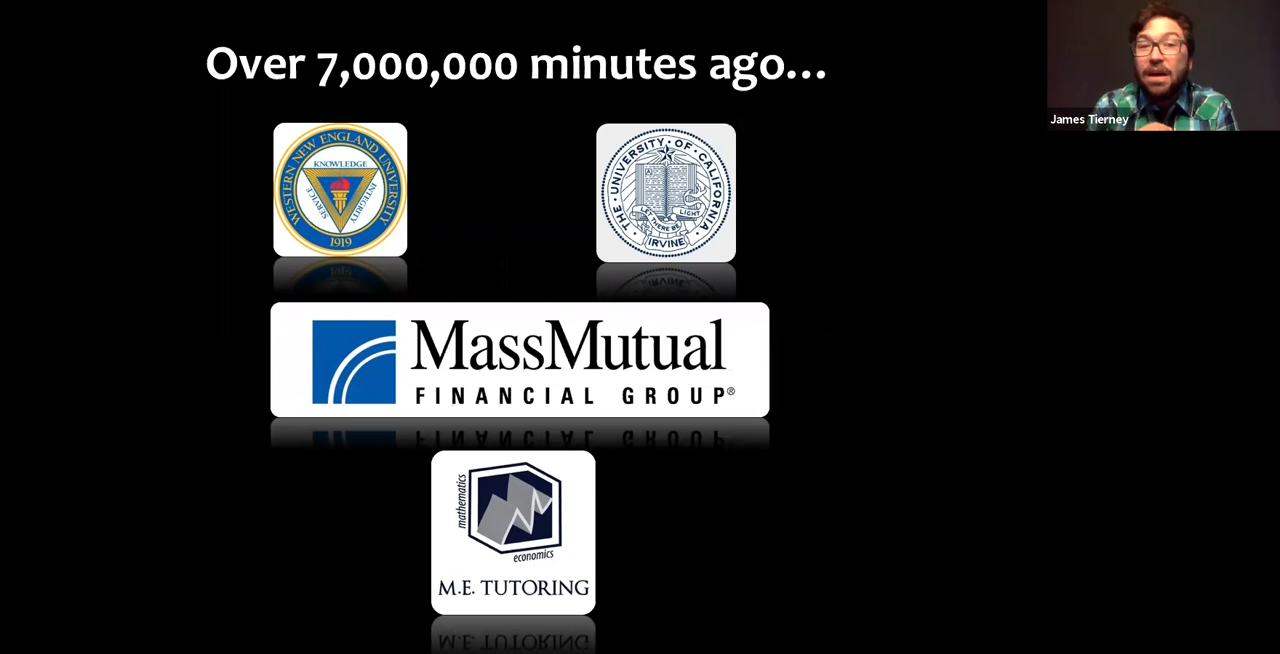 Over 7,000,000 minutes ago...
James Tierney
WESTERN NEW ENGLAND UNIVERSITY
KNOWLEDGE
SERVICE
INTEGRITY
1919
THE · UNIVERSITY · OF · CALIFORNIA
A
LET THERE BE
LIGHT
IRVINE
MassMutual
FINANCIAL GROUP®
mathematics
economics
M.E. TUTORING